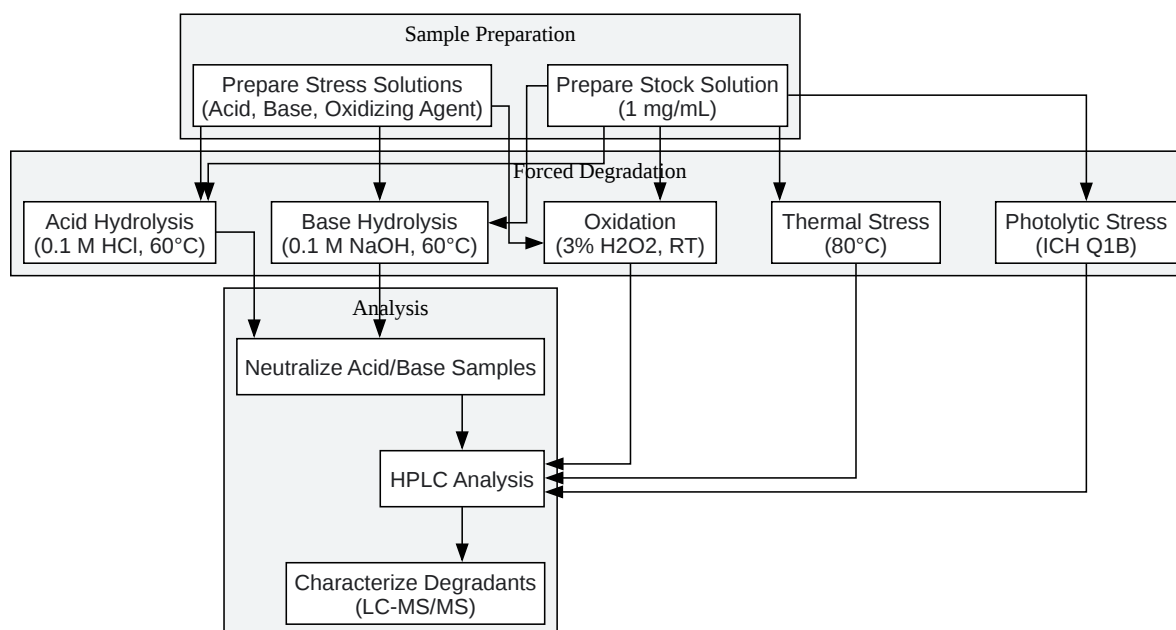 Sample Preparation
Prepare Stress Solutions
(Acid, Base, Oxidizing Agent)
Prepare Stock Solution
(1 mg/mL)
Forced Degradation
Acid Hydrolysis
(0.1 M HCl, 60°C)
Base Hydrolysis
(0.1 M NaOH, 60°C)
Oxidation
(3% H2O2, RT)
Thermal Stress
(80°C)
Photolytic Stress
(ICH Q1B)
Analysis
Neutralize Acid/Base Samples
HPLC Analysis
Characterize Degradants
(LC-MS/MS)